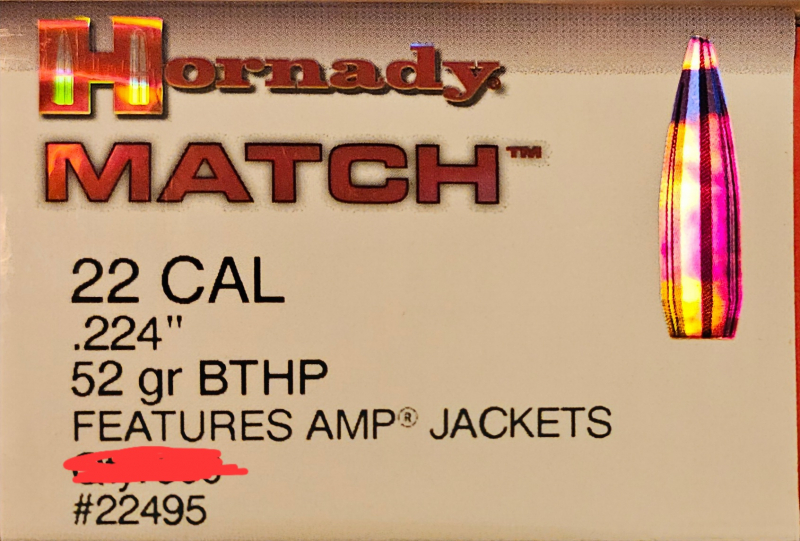 Hornady
MATCH™
22 CAL
.224"
52 gr BTHP
FEATURES AMP® JACKETS
#22495